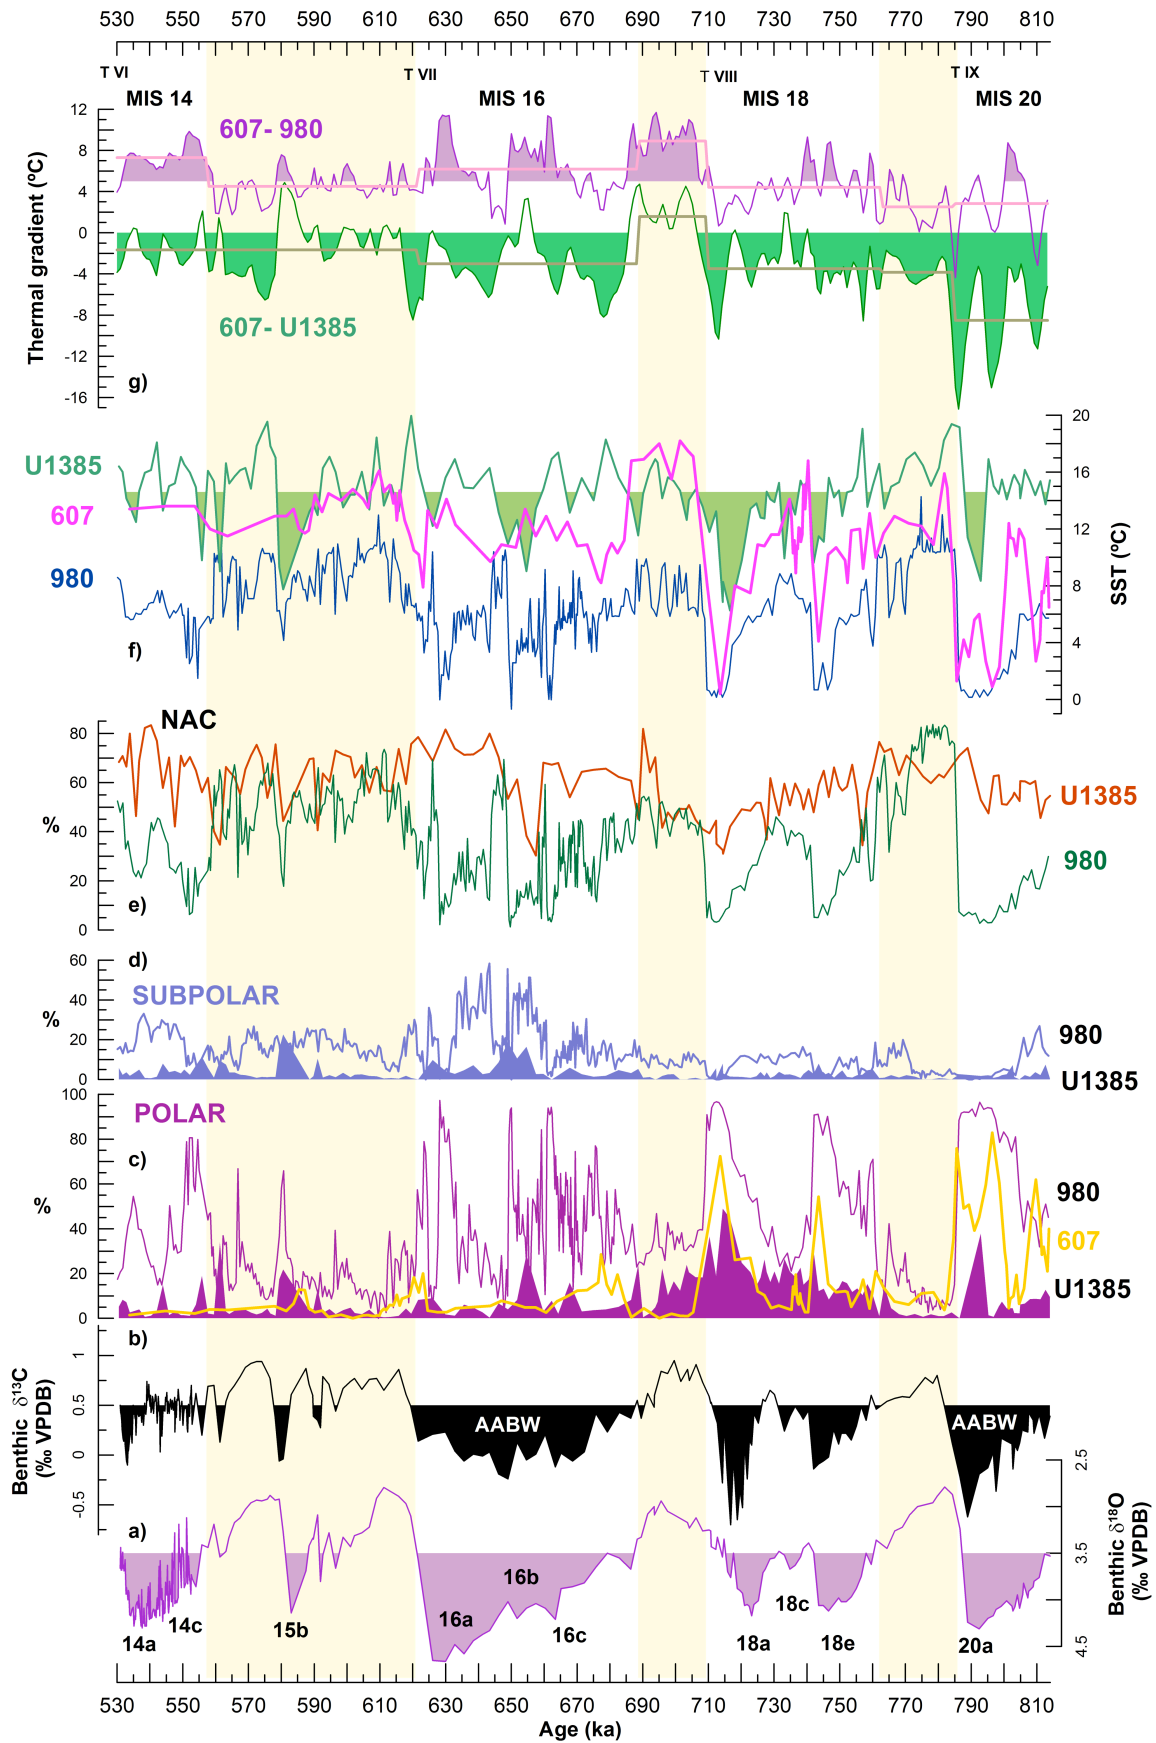 530 550 570 590 610 630 650 670 690 710 730 750 770 790 810
T VI T VII T VIII T IX
MIS 14 MIS 16 MIS 18 MIS 20
Thermal gradient (ºC)
12
8
4
0
-4
-8
-12
-16
607- 980
607- U1385
g)
SST (ºC)
20
16
12
8
4
0
U1385
607
980
f)
NAC
80
60
40
20
0
%
U1385
980
e)
d)
SUBPOLAR
60
40
20
0
%
980
U1385
POLAR
100
80
60
40
20
0
%
c)
980
607
U1385
b)
Benthic δ13C
(‰ VPDB)
1
0.5
0
-0.5
AABW
AABW
a)
Benthic δ18O
(‰ VPDB)
2.5
3.5
4.5
14a
14c
15b
16a
16b
16c
18a
18c
18e
20a
530 550 570 590 610 630 650 670 690 710 730 750 770 790 810
Age (ka)